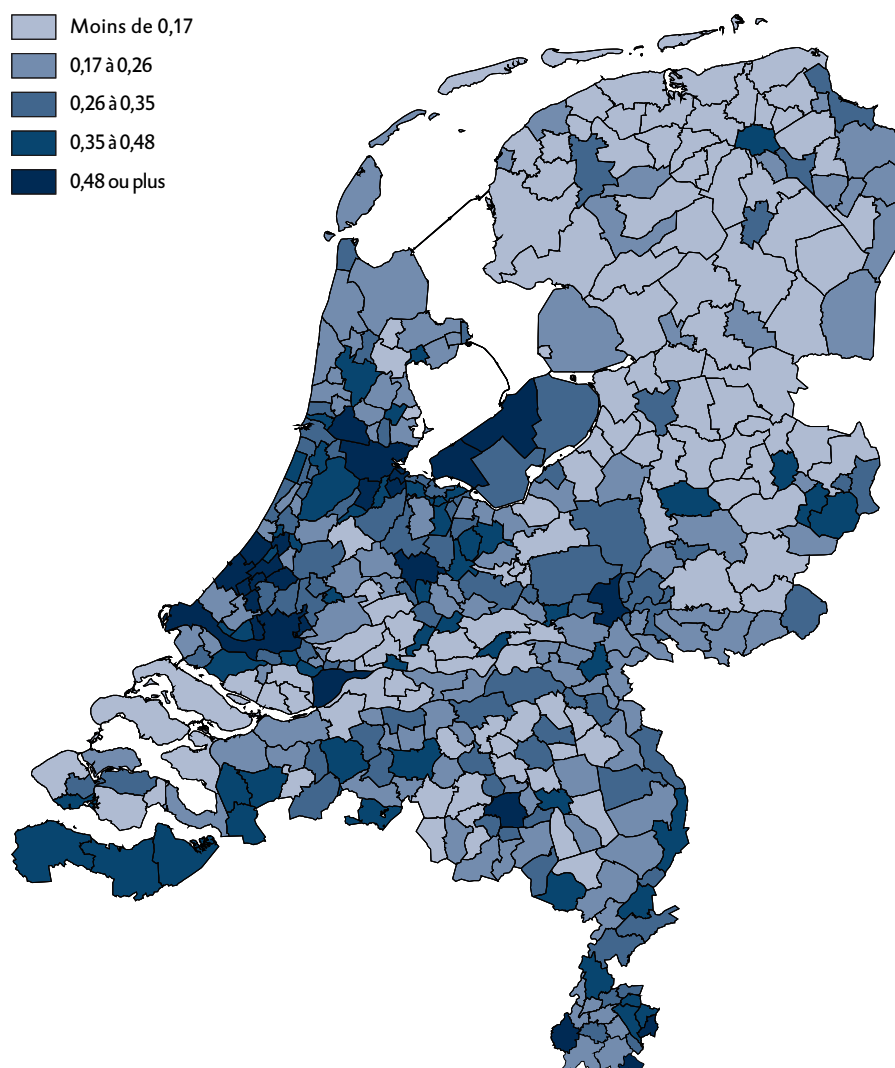 Moins de 0,17
0,17 à 0,26
0,26 à 0,35
0,35 à 0,48
0,48 ou plus